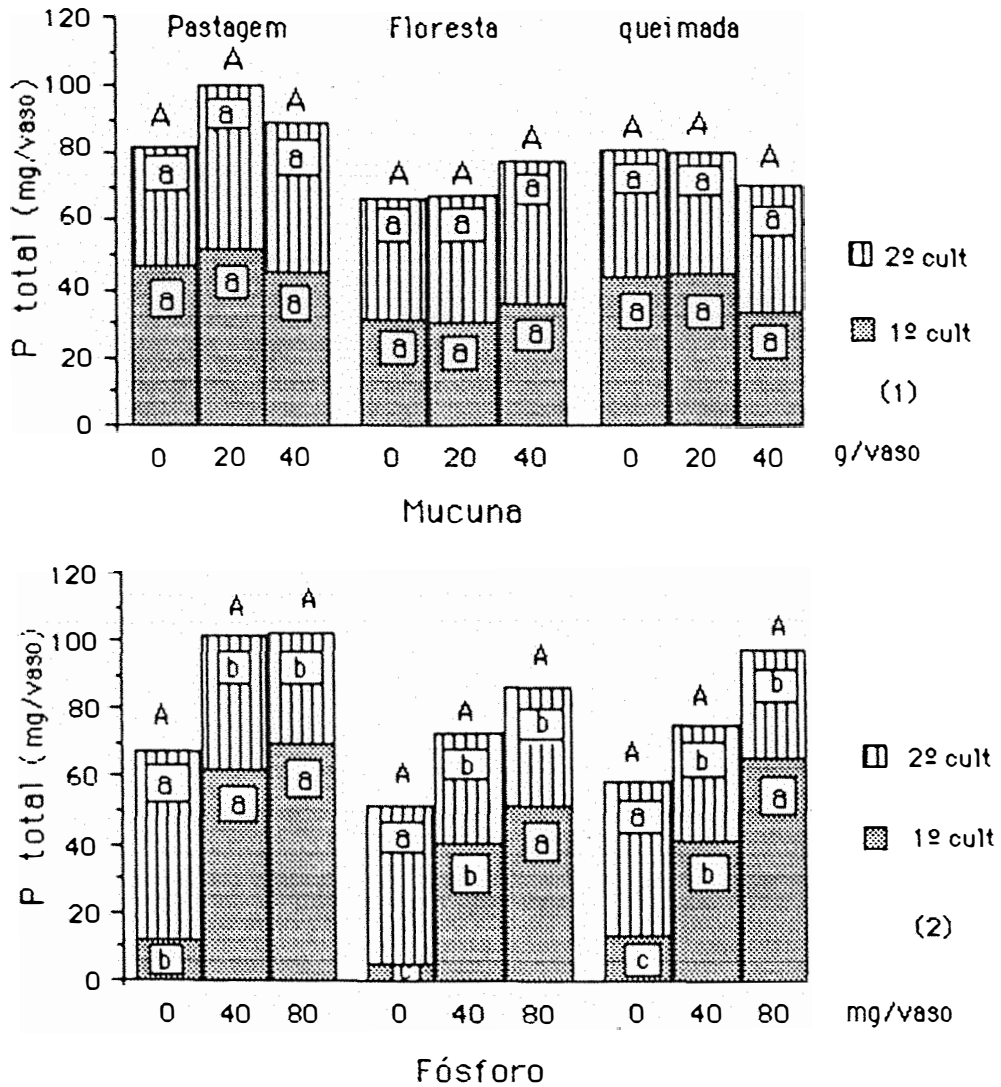 120
100
80
60
40
20
0
P total (mg/vaso)
Pastagem Floresta queimada
A A A A A A A A A
a a a a a a a a a
a a a a a a a a a
2º cult
1º cult
(1)
0 20 40 0 20 40 0 20 40 g/vaso
Mucuna
120
100
80
60
40
20
0
P total (mg/vaso)
A A A A A A A A A
a b b a b b a b b
b a a c b a c b a
2º cult
1º cult
(2)
0 40 80 0 40 80 0 40 80 mg/vaso
Fósforo